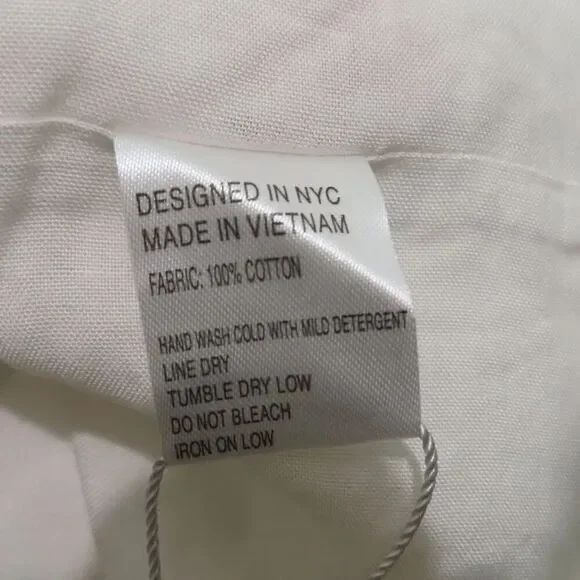 DESIGNED IN NYC
MADE IN VIETNAM
FABRIC: 100% COTTON
HAND WASH COLD WITH MILD DETERGENT
LINE DRY
TUMBLE DRY LOW
DO NOT BLEACH
IRON ON LOW